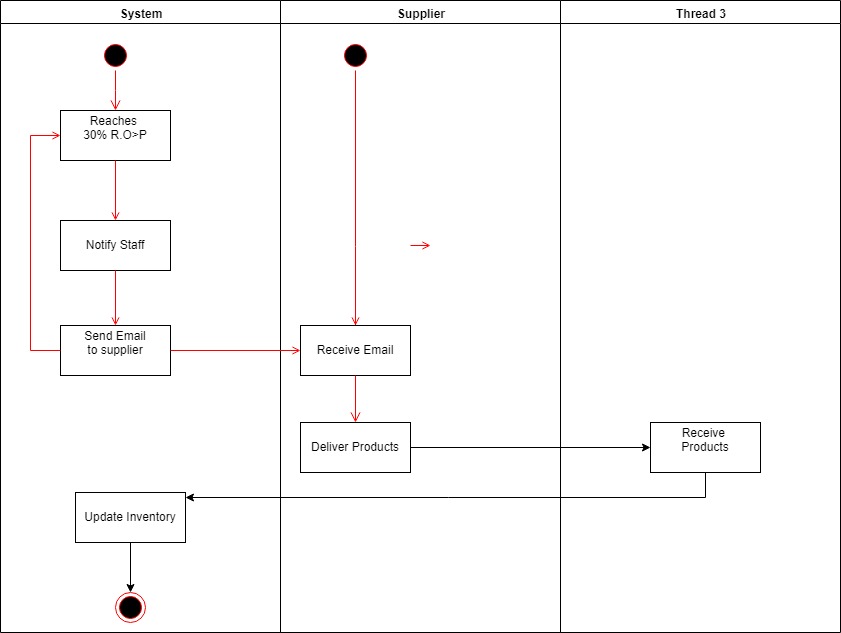 System
Supplier
Thread 3
Reaches
30% R.O>P
Notify Staff
Send Email
to supplier
Receive Email
Deliver Products
Receive
Products
Update Inventory